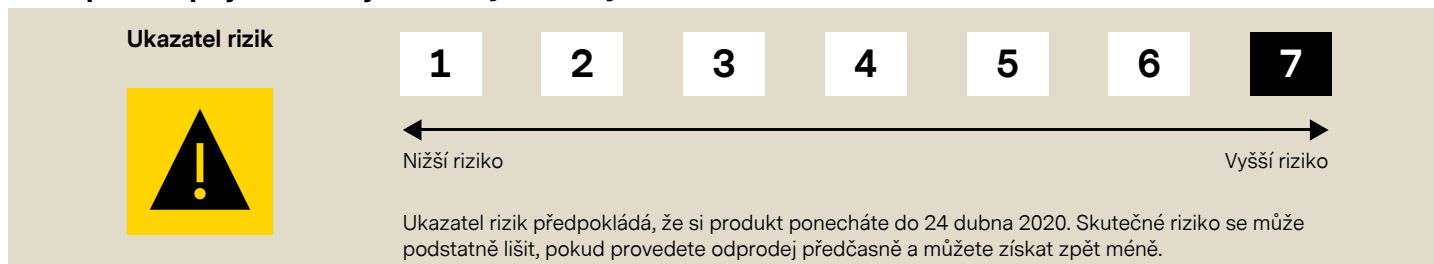 Ukazatel rizik
1 2 3 4 5 6 7
Nižší riziko Vyšší riziko
Ukazatel rizik předpokládá, že si produkt ponecháte do 24 dubna 2020. Skutečné riziko se může
podstatně lišit, pokud provedete odprodej předčasně a můžete získat zpět méně.